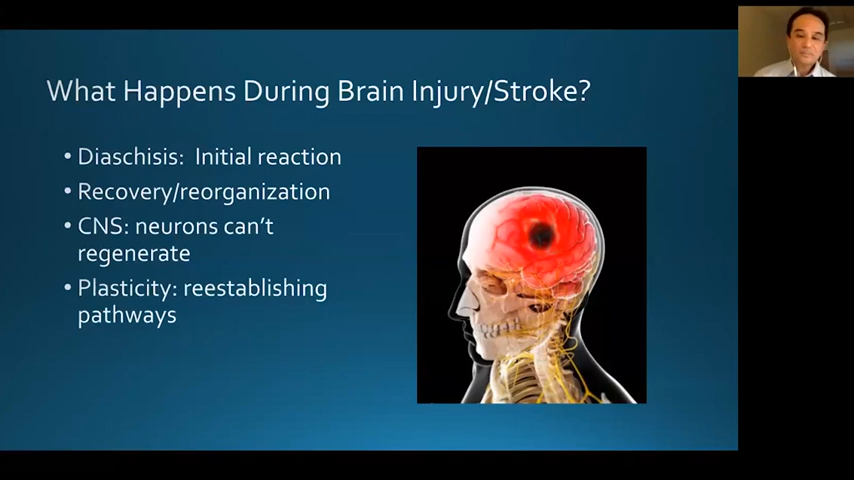 What Happens During Brain Injury/Stroke?
• Diaschisis: Initial reaction
• Recovery/reorganization
• CNS: neurons can't
regenerate
• Plasticity: reestablishing
pathways